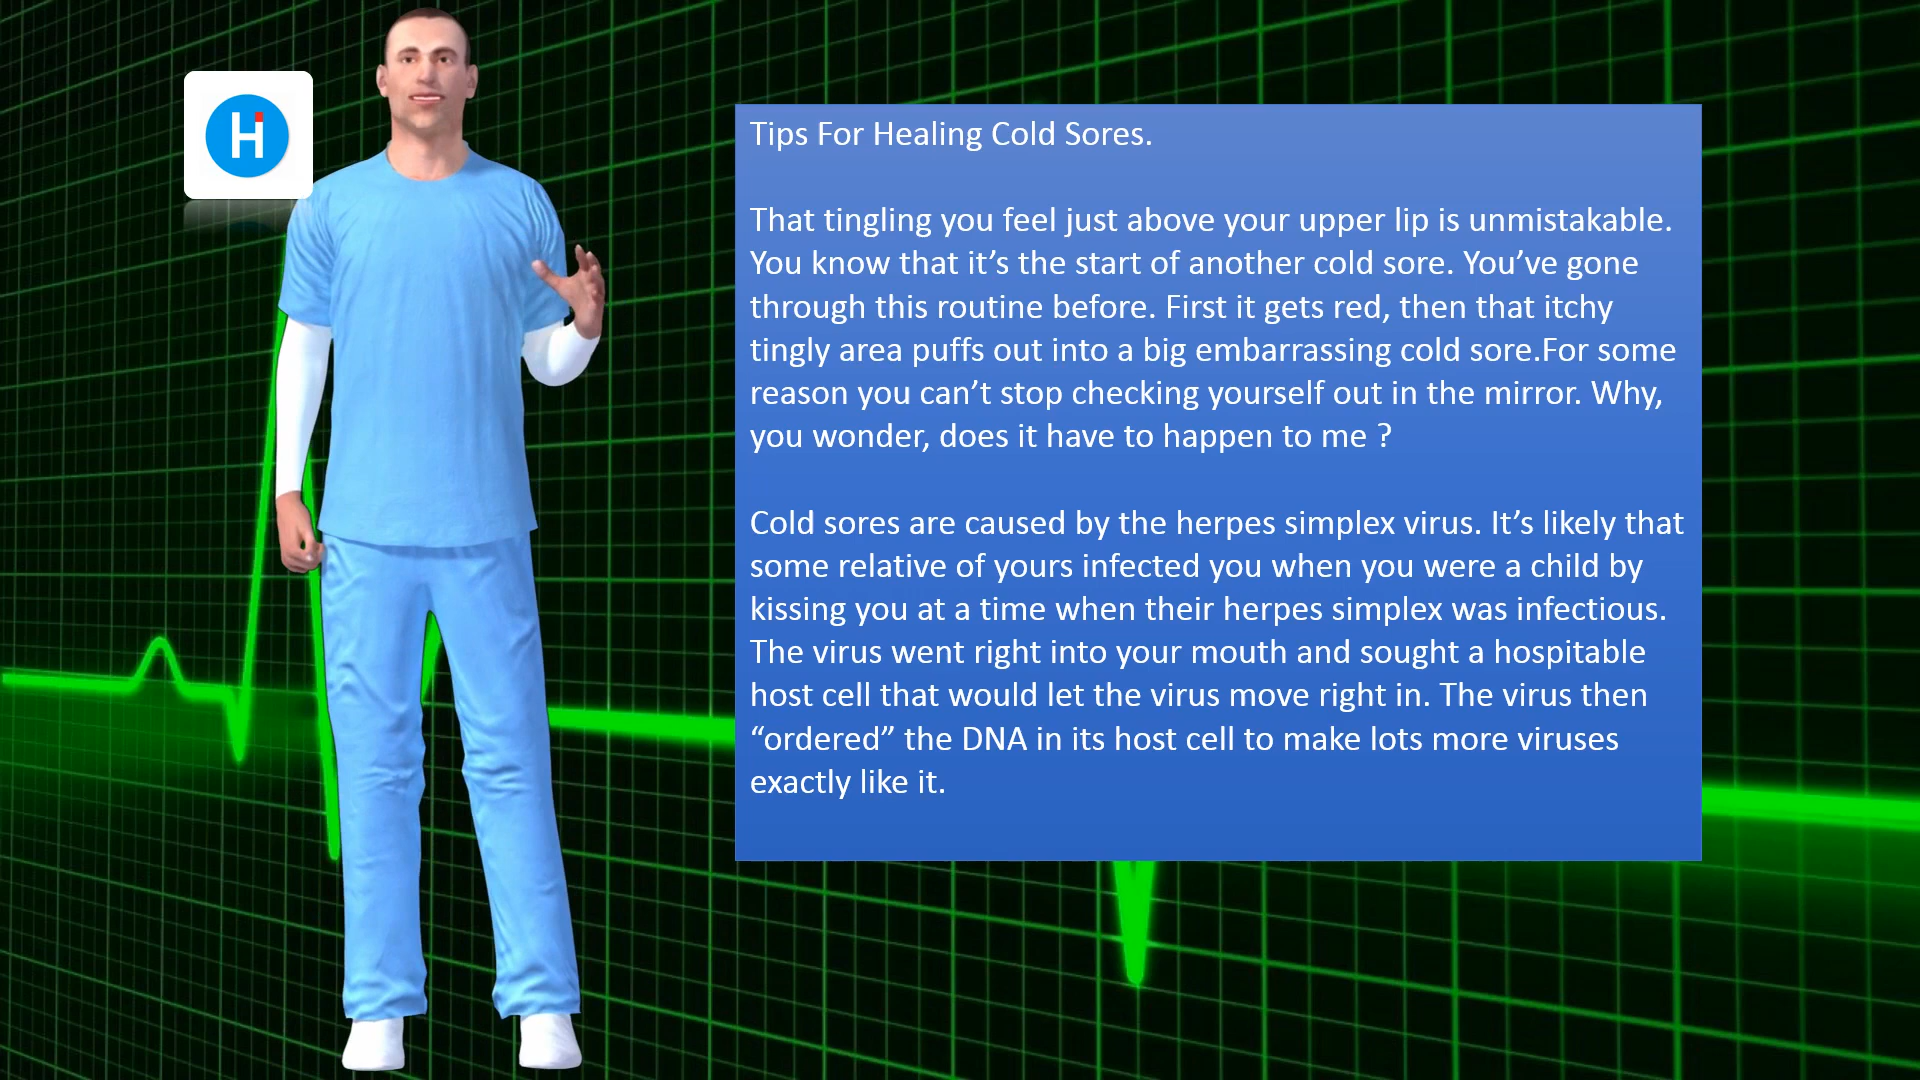 H
Tips For Healing Cold Sores.
That tingling you feel just above your upper lip is unmistakable.
You know that it’s the start of another cold sore. You’ve gone
through this routine before. First it gets red, then that itchy
tingly area puffs out into a big embarrassing cold sore.For some
reason you can’t stop checking yourself out in the mirror. Why,
you wonder, does it have to happen to me ?
Cold sores are caused by the herpes simplex virus. It’s likely that
some relative of yours infected you when you were a child by
kissing you at a time when their herpes simplex was infectious.
The virus went right into your mouth and sought a hospitable
host cell that would let the virus move right in. The virus then
“ordered” the DNA in its host cell to make lots more viruses
exactly like it.